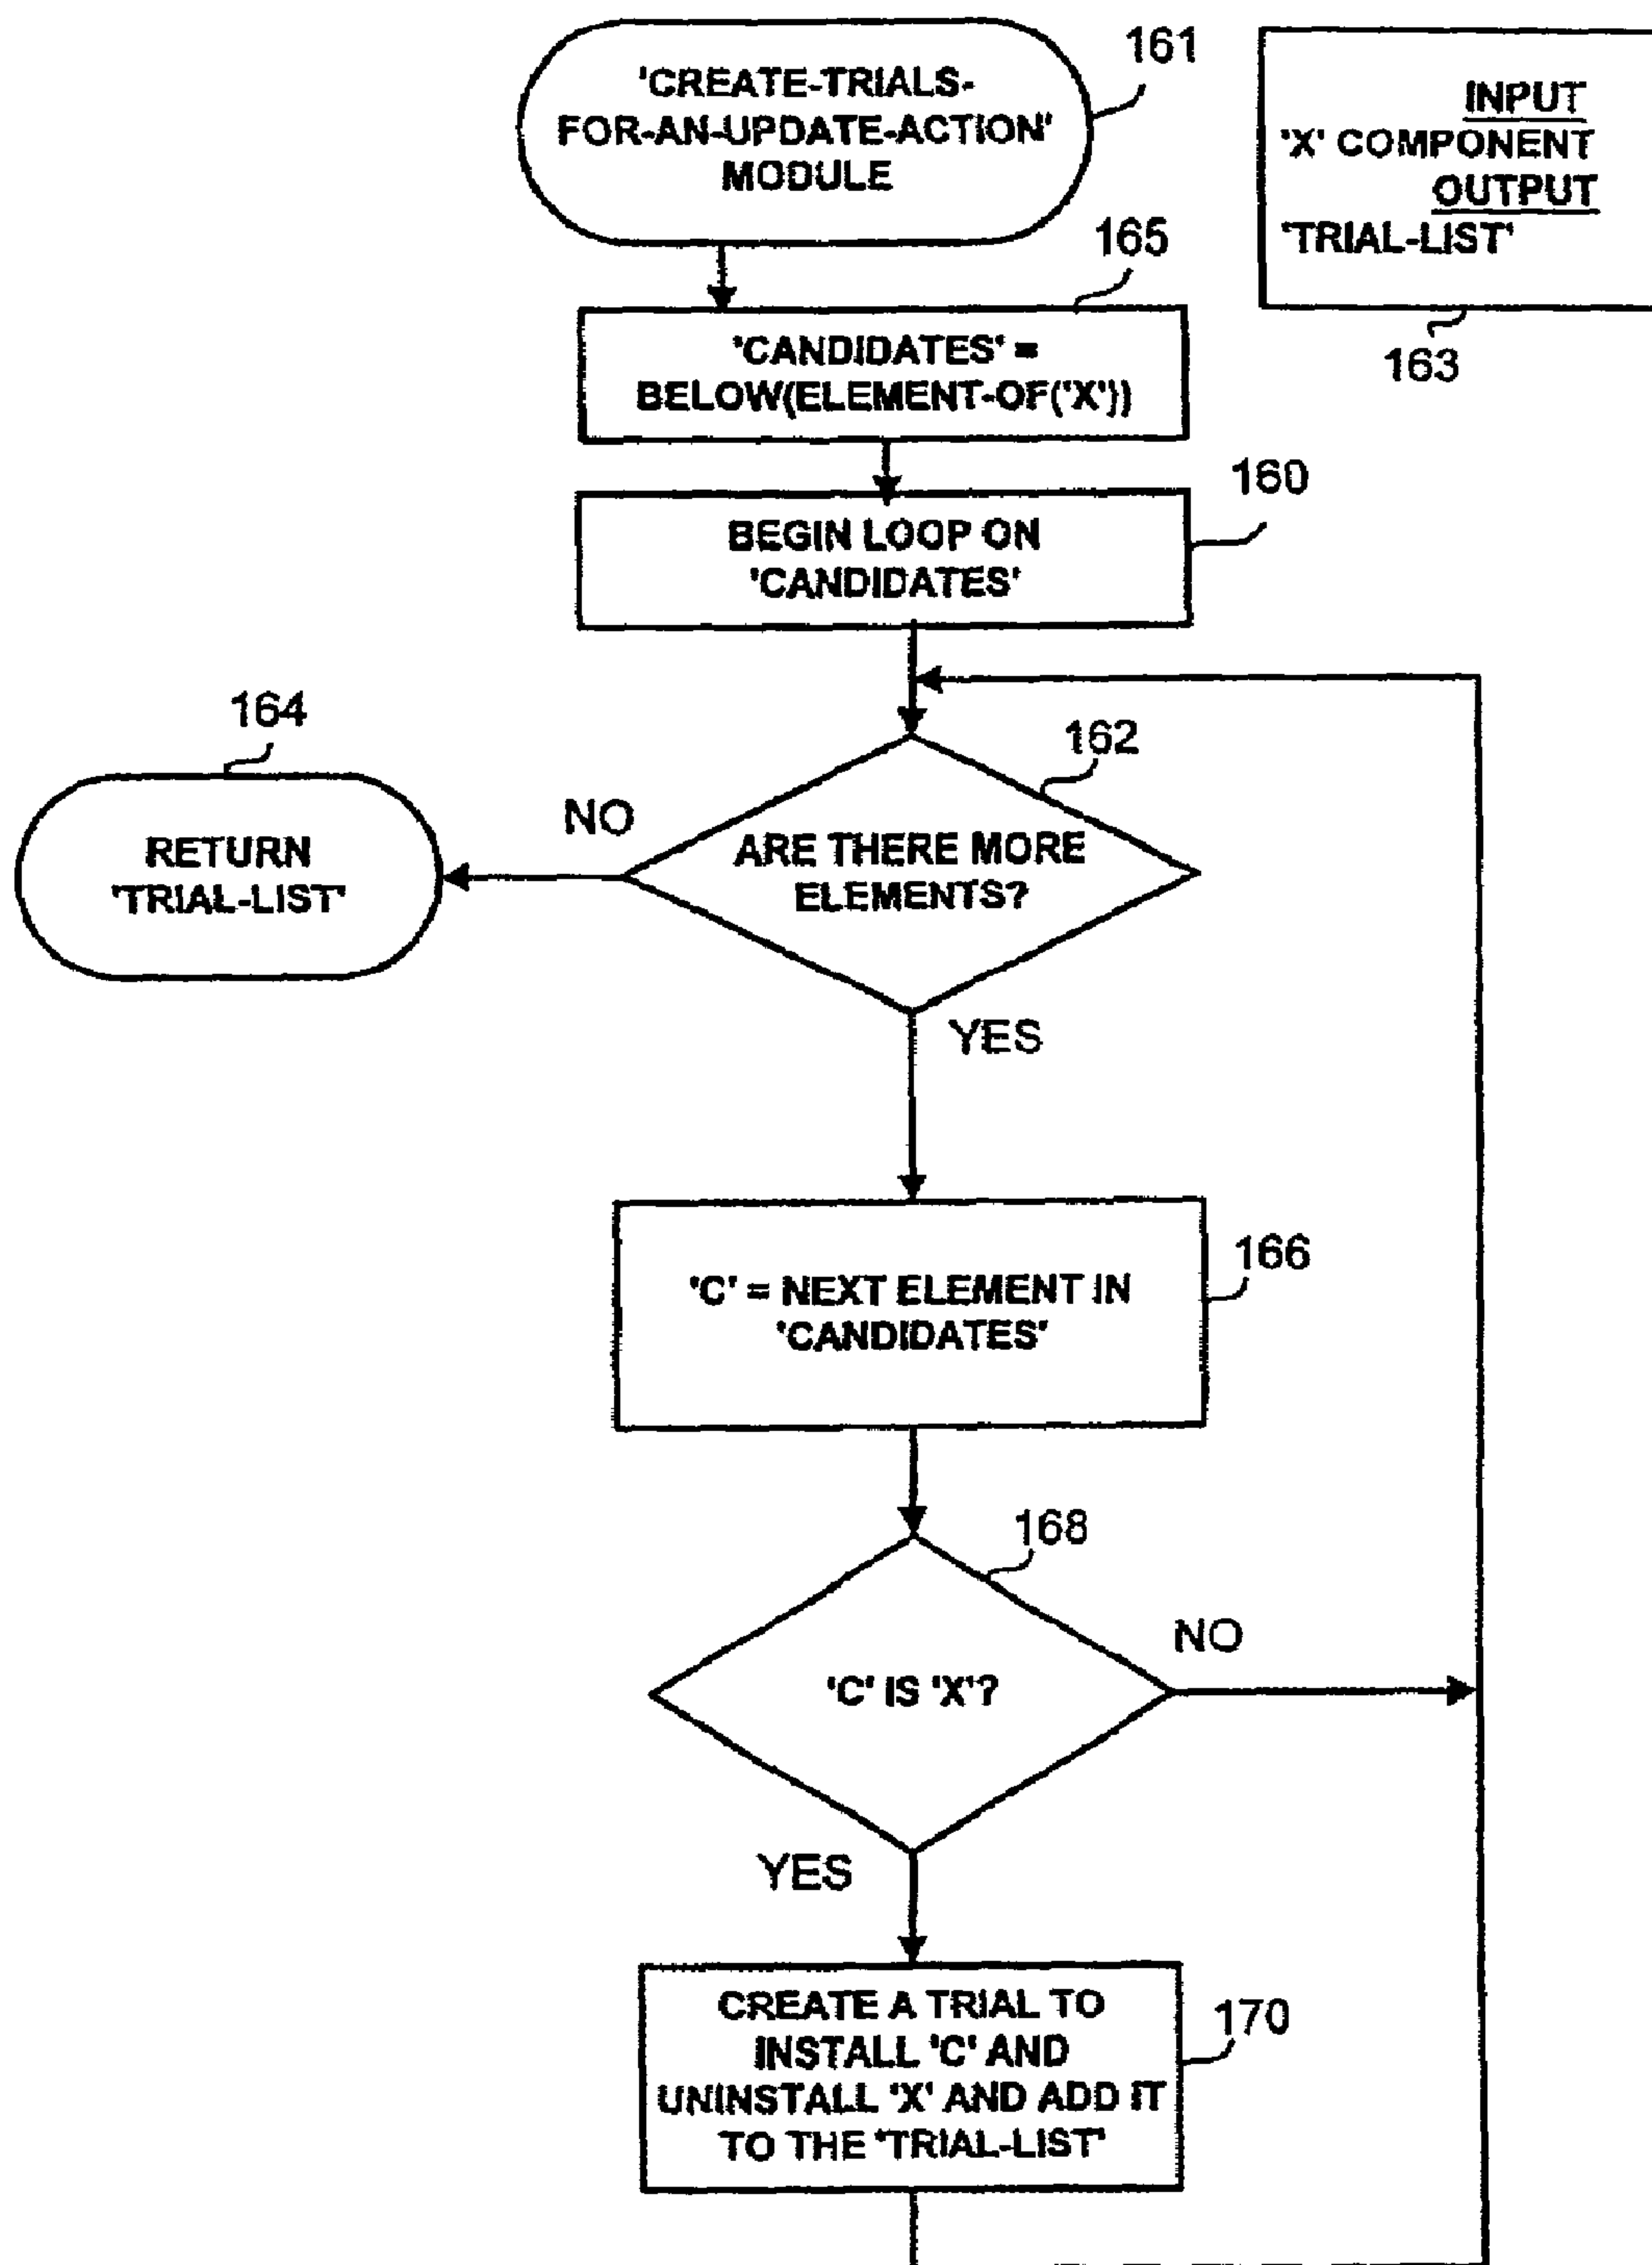 'CREATE-TRIALS-
FOR-AN-UPDATE-ACTION'
MODULE
161
INPUT
'X' COMPONENT
OUTPUT
'TRIAL-LIST'
163
165
'CANDIDATES' =
BELOW(ELEMENT-OF('X'))
160
BEGIN LOOP ON
'CANDIDATES'
164
RETURN
'TRIAL-LIST'
NO
162
ARE THERE MORE
ELEMENTS?
YES
166
'C' = NEXT ELEMENT IN
'CANDIDATES'
168
'C' IS 'X'?
NO
YES
170
CREATE A TRIAL TO
INSTALL 'C' AND
UNINSTALL 'X' AND ADD IT
TO THE 'TRIAL-LIST'